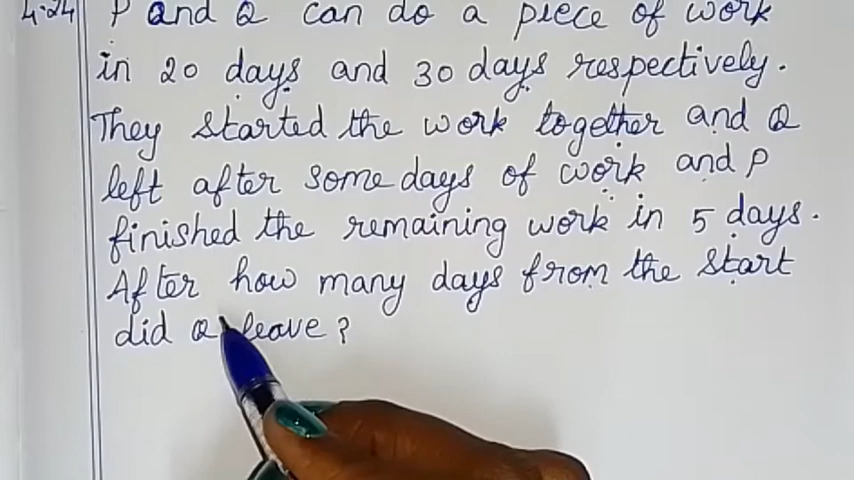 4.24 P and Q can do a piece of work
in 20 days and 30 days respectively.
They started the work together and Q
left after some days of work and P
finished the remaining work in 5 days.
After how many days from the start
did Q leave?